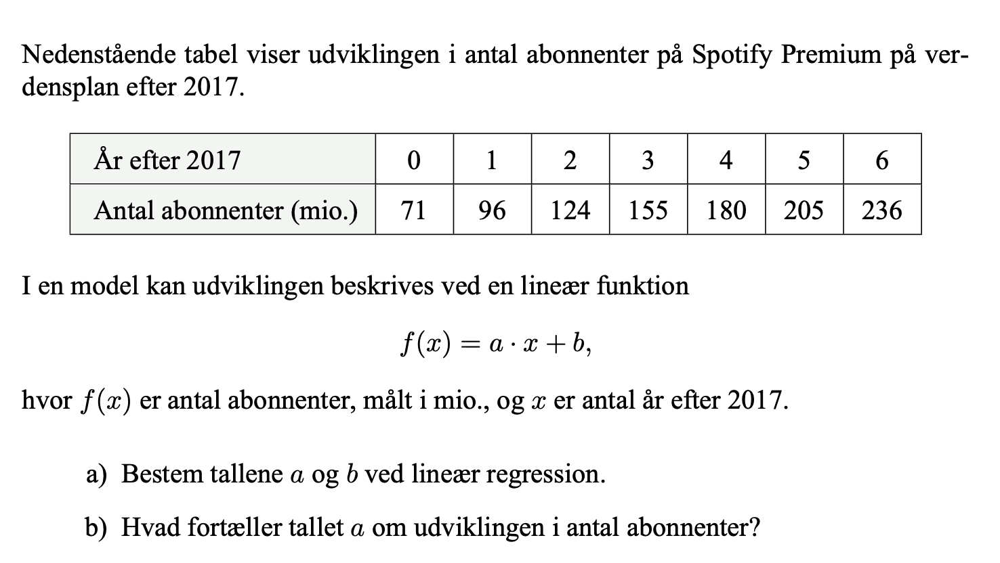 Nedenstående tabel viser udviklingen i antal abonnenter på Spotify Premium på ver-
densplan efter 2017.
År efter 2017 0 1 2 3 4 5 6
Antal abonnenter (mio.) 71 96 124 155 180 205 236
I en model kan udviklingen beskrives ved en lineær funktion
f(x) = a · x + b,
hvor f(x) er antal abonnenter, målt i mio., og x er antal år efter 2017.
a) Bestem tallene a og b ved lineær regression.
b) Hvad fortæller tallet a om udviklingen i antal abonnenter?